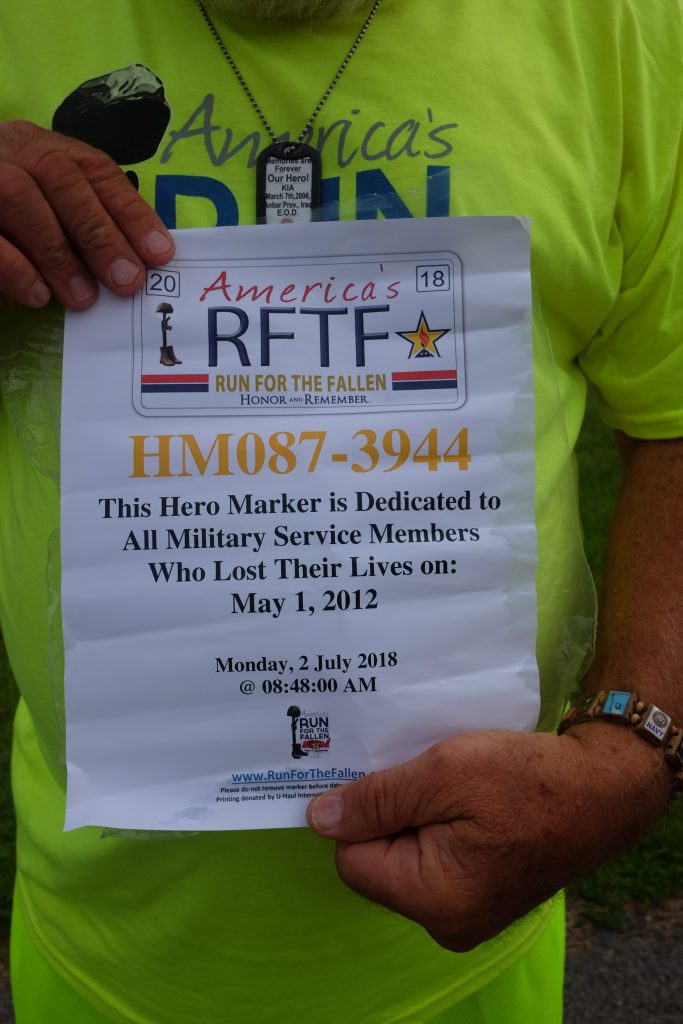 America's
RUN
Memories are
Forever
Our Hero!
KIA
March 7th, 2006,
Anbar Prov., Iraq
E.O.D.
20
18
America's
RFTF
RUN FOR THE FALLEN
HONOR AND REMEMBER
HM087-3944
This Hero Marker is Dedicated to
All Military Service Members
Who Lost Their Lives on:
May 1, 2012
Monday, 2 July 2018
@ 08:48:00 AM
America's
RUN
FOR THE
FALLEN
www.RunForTheFallen.
Please do not remove marker before
Printing donated by U-Haul
NAVY